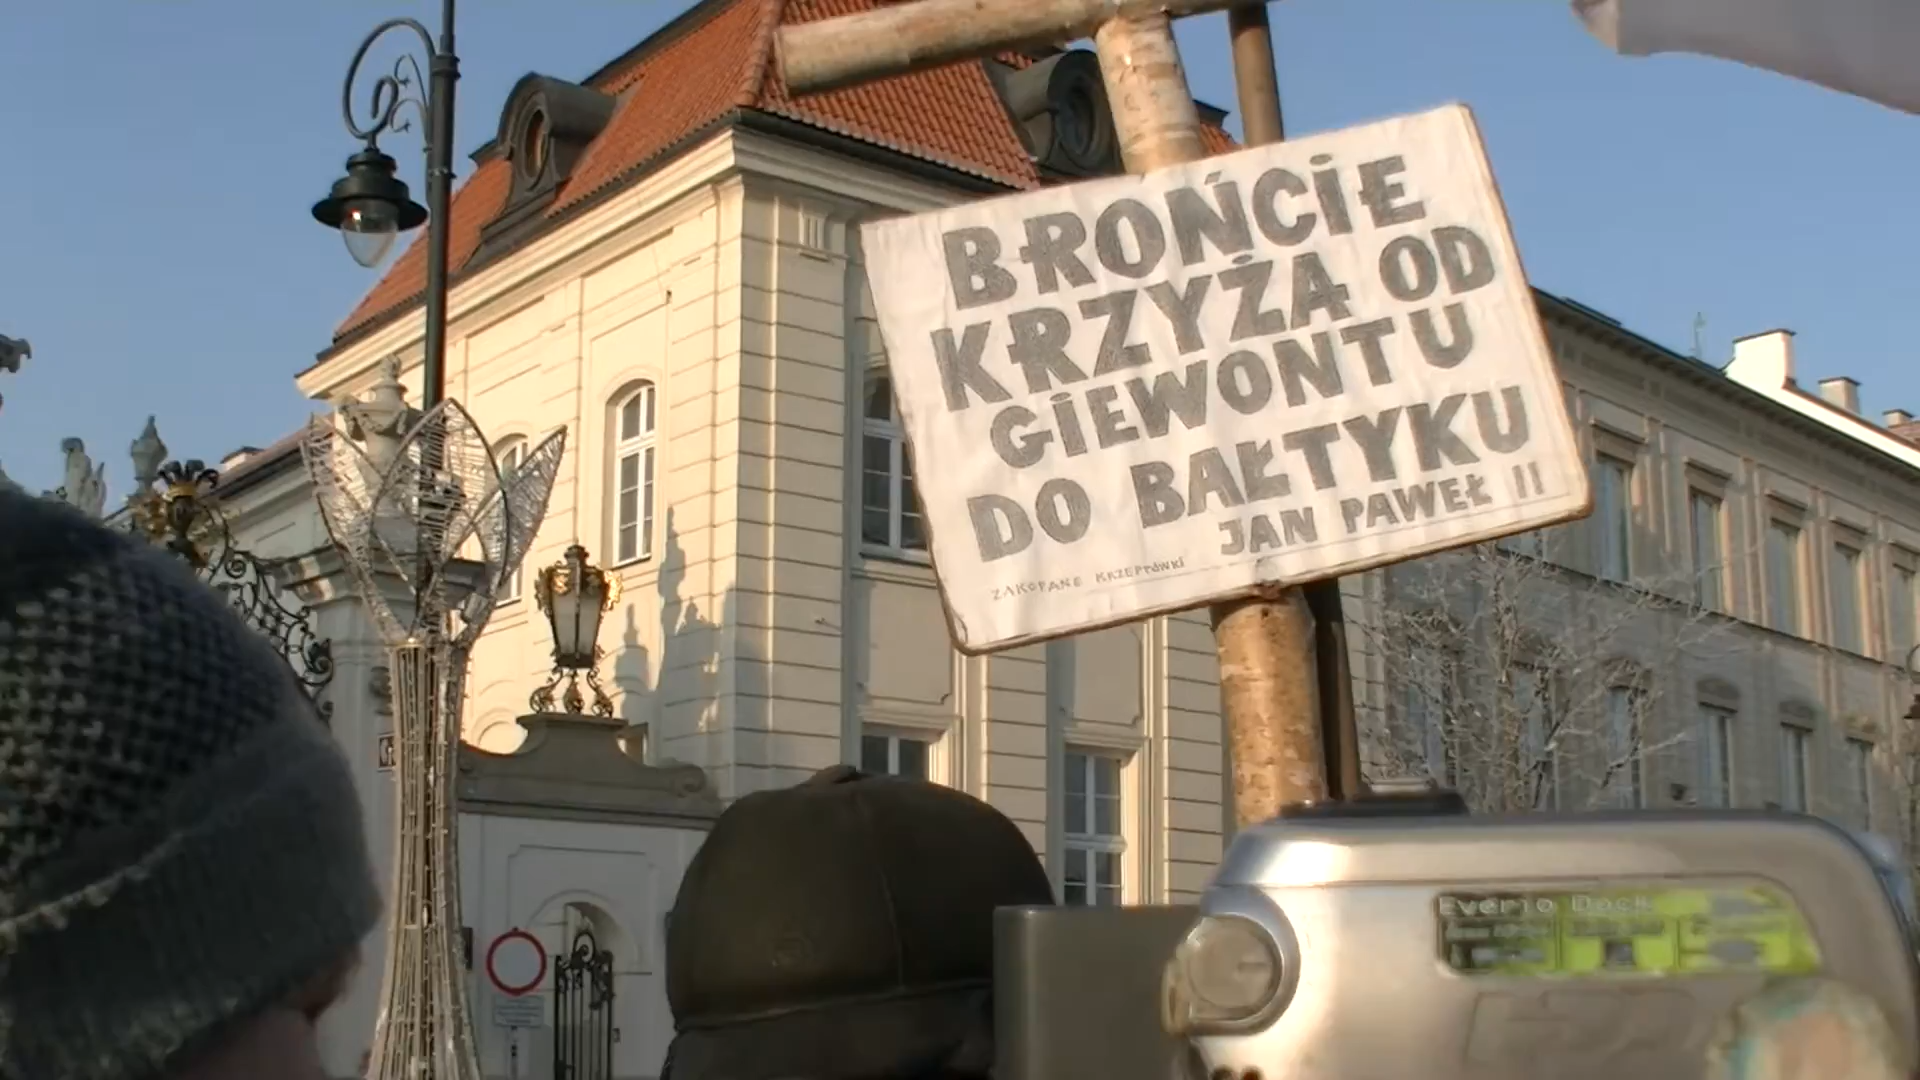 BROŃCIE
KRZYŻA OD
GIEWONTU
DO BAŁTYKU
JAN PAWEŁ II
ZAKOPANE KRZEPTÓWKI
Everio Dock